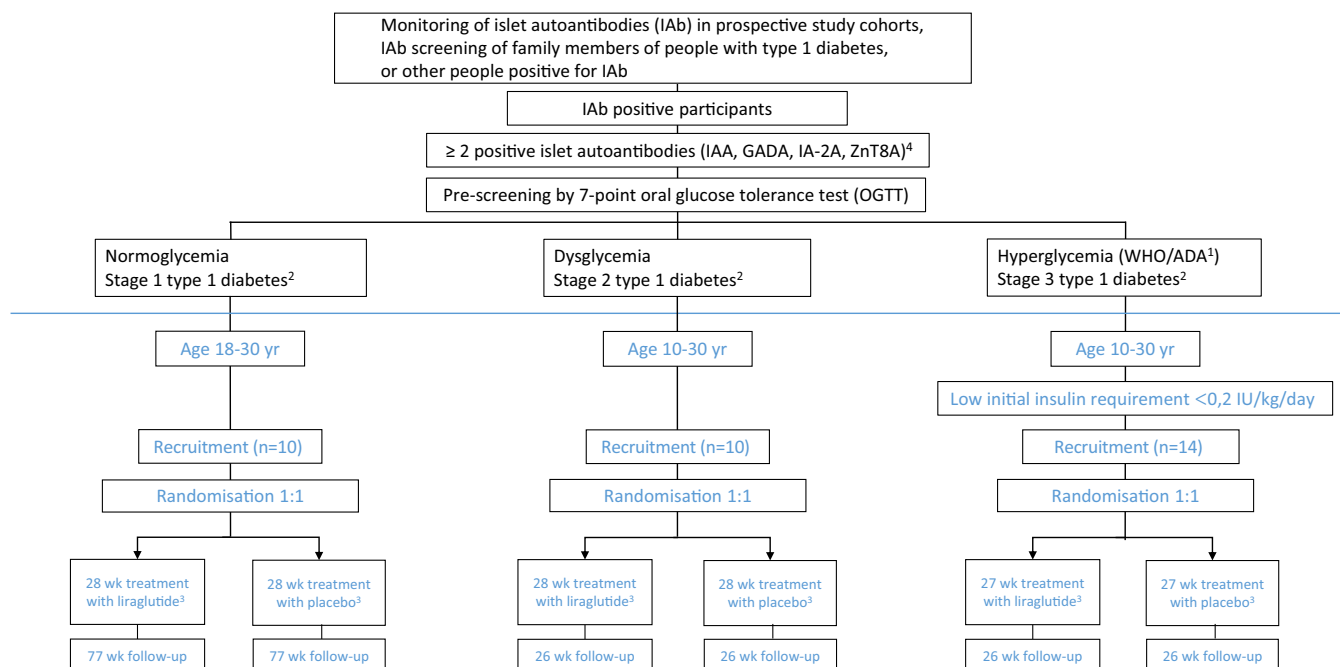 Monitoring of islet autoantibodies (IAb) in prospective study cohorts,
IAb screening of family members of people with type 1 diabetes,
or other people positive for IAb
IAb positive participants
≥ 2 positive islet autoantibodies (IAA, GADA, IA-2A, ZnT8A)⁴
Pre-screening by 7-point oral glucose tolerance test (OGTT)
Normoglycemia
Stage 1 type 1 diabetes²
Dysglycemia
Stage 2 type 1 diabetes²
Hyperglycemia (WHO/ADA¹)
Stage 3 type 1 diabetes²
Age 18-30 yr
Age 10-30 yr
Age 10-30 yr
Low initial insulin requirement <0,2 IU/kg/day
Recruitment (n=10)
Recruitment (n=10)
Recruitment (n=14)
Randomisation 1:1
Randomisation 1:1
Randomisation 1:1
28 wk treatment
with liraglutide³
28 wk treatment
with placebo³
28 wk treatment
with liraglutide³
28 wk treatment
with placebo³
27 wk treatment
with liraglutide³
27 wk treatment
with placebo³
77 wk follow-up
77 wk follow-up
26 wk follow-up
26 wk follow-up
26 wk follow-up
26 wk follow-up